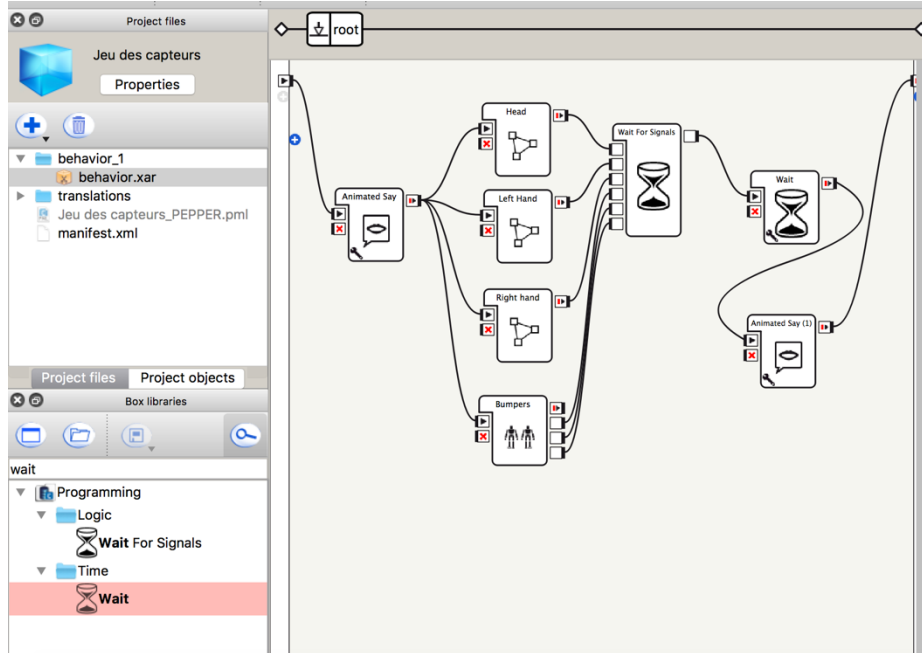 Project files
Jeu des capteurs
Properties
behavior_1
behavior.xar
translations
Jeu des capteurs_PEPPER.pml
manifest.xml
Project files
Project objects
Box libraries
wait
Programming
Logic
Wait For Signals
Time
Wait
root
Animated Say
Head
Left Hand
Right hand
Bumpers
Wait For Signals
Wait
Animated Say (1)